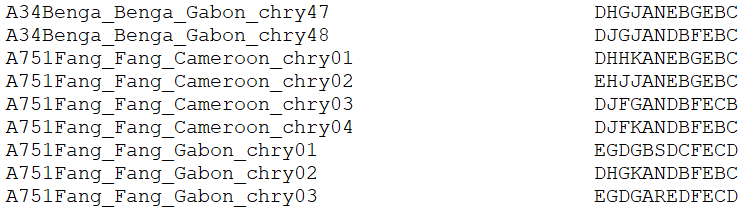 A34Benga_Benga_Gabon_chry47 DHGJANEBGEBC
A34Benga_Benga_Gabon_chry48 DJGJANDBFEBC
A751Fang_Fang_Cameroon_chry01 DHHKANEBGEBC
A751Fang_Fang_Cameroon_chry02 EHJJANEBGEBC
A751Fang_Fang_Cameroon_chry03 DJFGANDBFECB
A751Fang_Fang_Cameroon_chry04 DJFKANDBFEBC
A751Fang_Fang_Gabon_chry01 EGDGBSDCFECD
A751Fang_Fang_Gabon_chry02 DHGKANDBFEBC
A751Fang_Fang_Gabon_chry03 EGDGAREDFECD